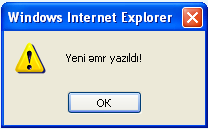 Windows Internet Explorer
Yeni əmr yazıldı!
OK